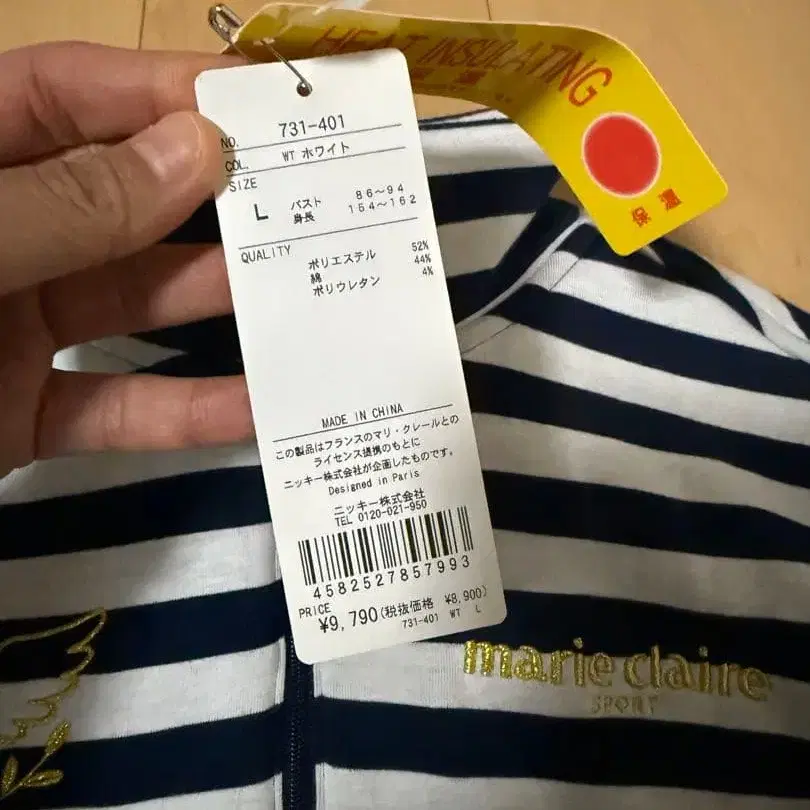 HEAT INSULATING
保温
NO. 731-401
COL. WT ホワイト
SIZE
L バスト 86～94
身長 154～162
QUALITY
ポリエステル 52%
綿 44%
ポリウレタン 4%
MADE IN CHINA
この製品はフランスのマリ・クレールとの
ライセンス提携のもとに
ニッキー株式会社が企画したものです。
Designed in Paris
ニッキー株式会社
TEL 0120-021-950
4582527857993
PRICE
¥9,790(税抜価格 ¥8,900)
731-401 WT L
marie claire
SPORT